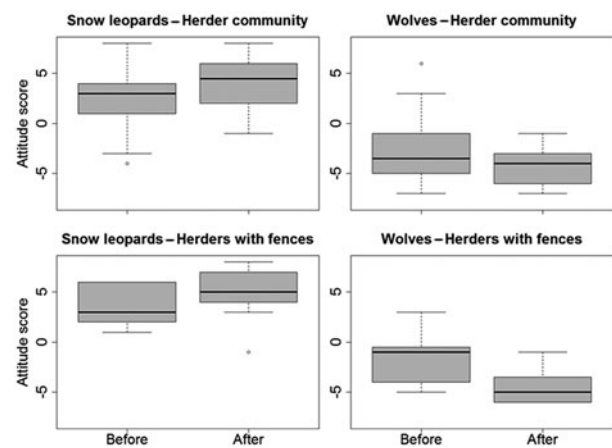 Snow leopards – Herder community
Wolves – Herder community
Attitude score
5
0
-5
5
0
-5
Snow leopards – Herders with fences
Wolves – Herders with fences
Attitude score
5
0
-5
5
0
-5
Before
After
Before
After